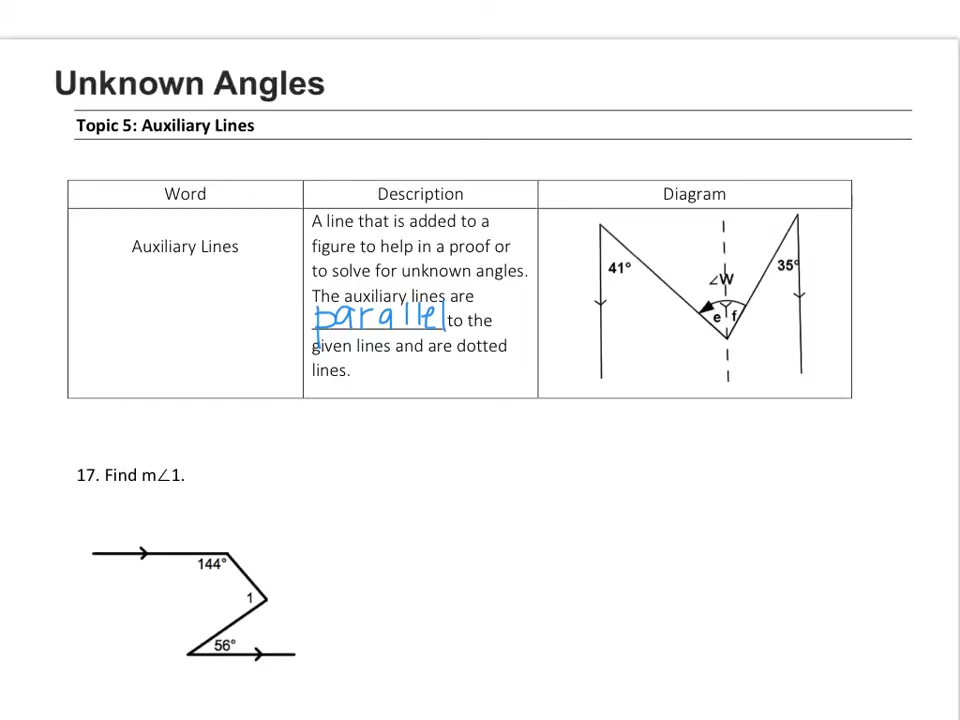 Unknown Angles
Topic 5: Auxiliary Lines
Word
Description
Diagram
Auxiliary Lines
A line that is added to a
figure to help in a proof or
to solve for unknown angles.
The auxiliary lines are
parallel to the
given lines and are dotted
lines.
41°
35°
∠W
e f
17. Find m∠1.
144°
1
56°